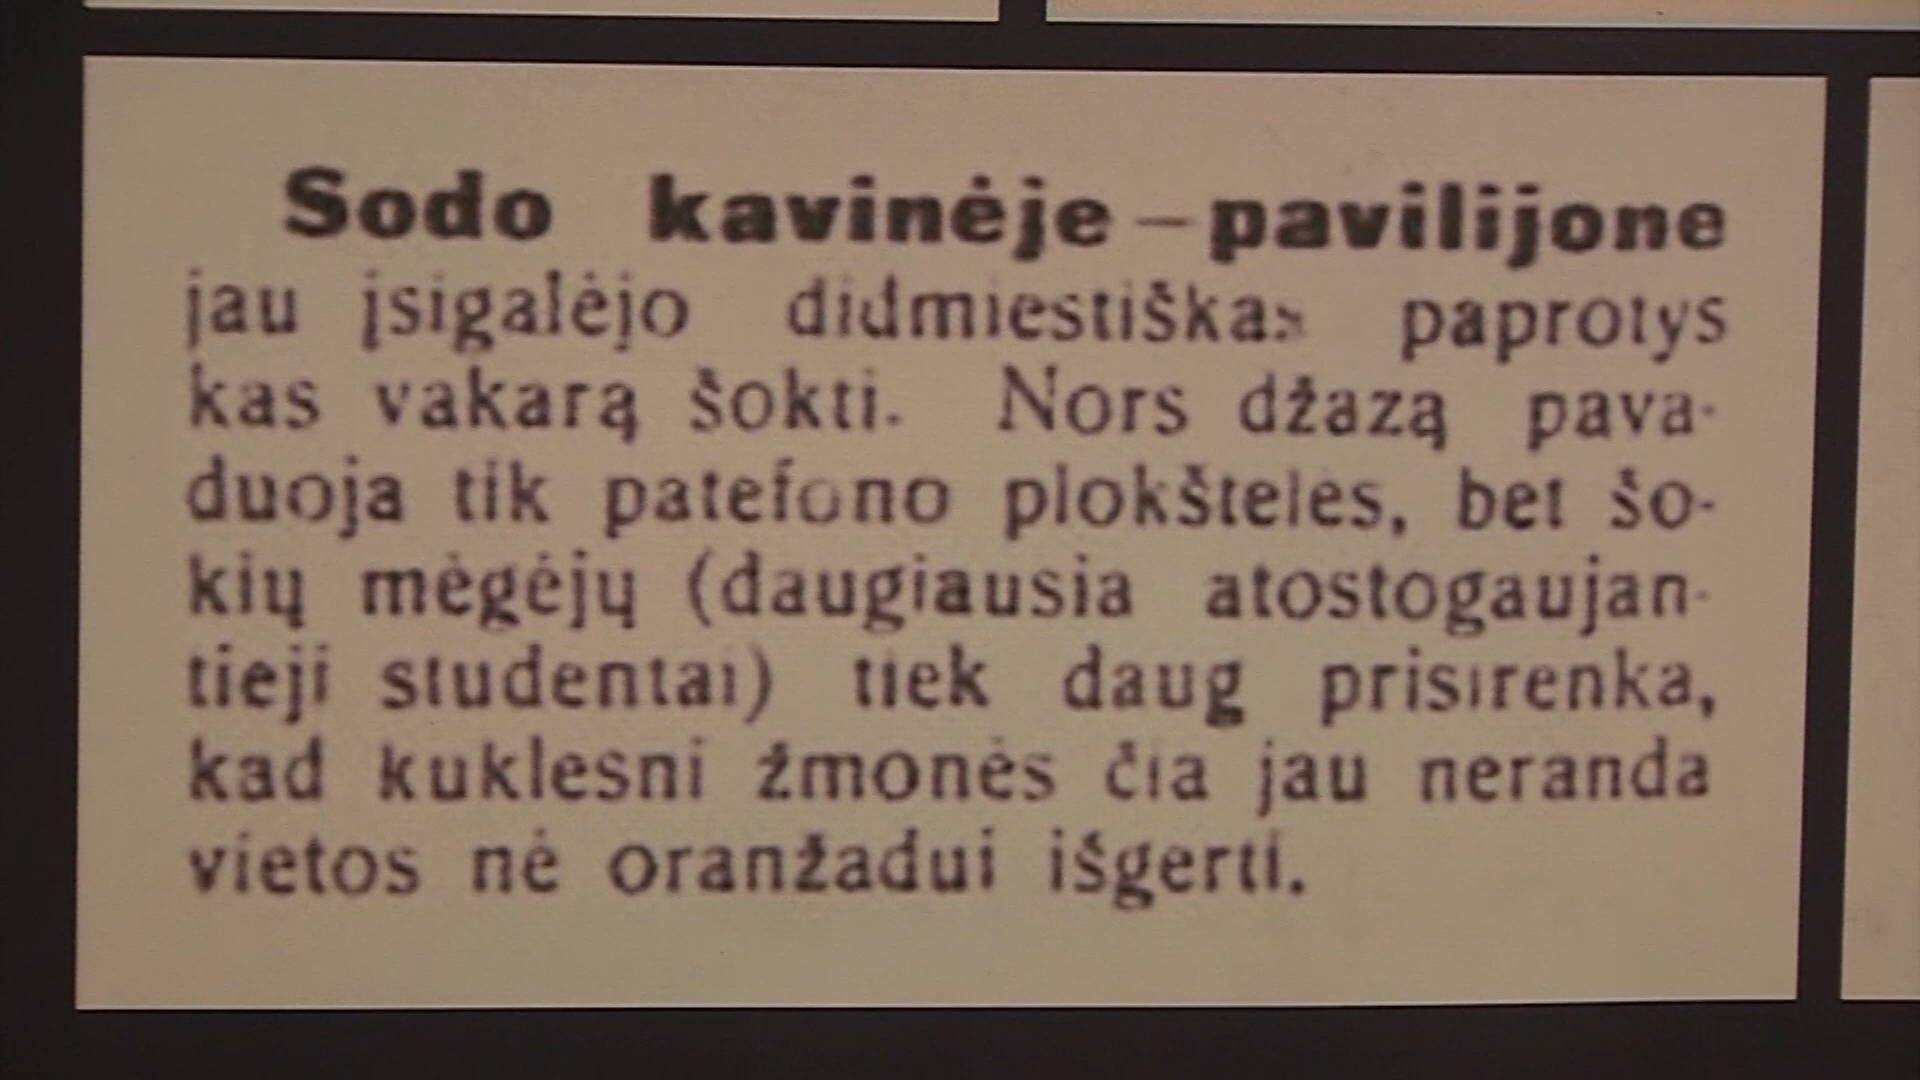 Sodo kavinėje – pavilijone
jau įsigalėjo didmiestiškas paprotys
kas vakarą šokti. Nors džazą pava-
duoja tik patefono plokštelės, bet šo-
kių mėgėjų (daugiausia atostogaujan-
tieji studentai) tiek daug prisirenka,
kad kuklesni žmonės čia jau neranda
vietos nė oranžadui išgerti.